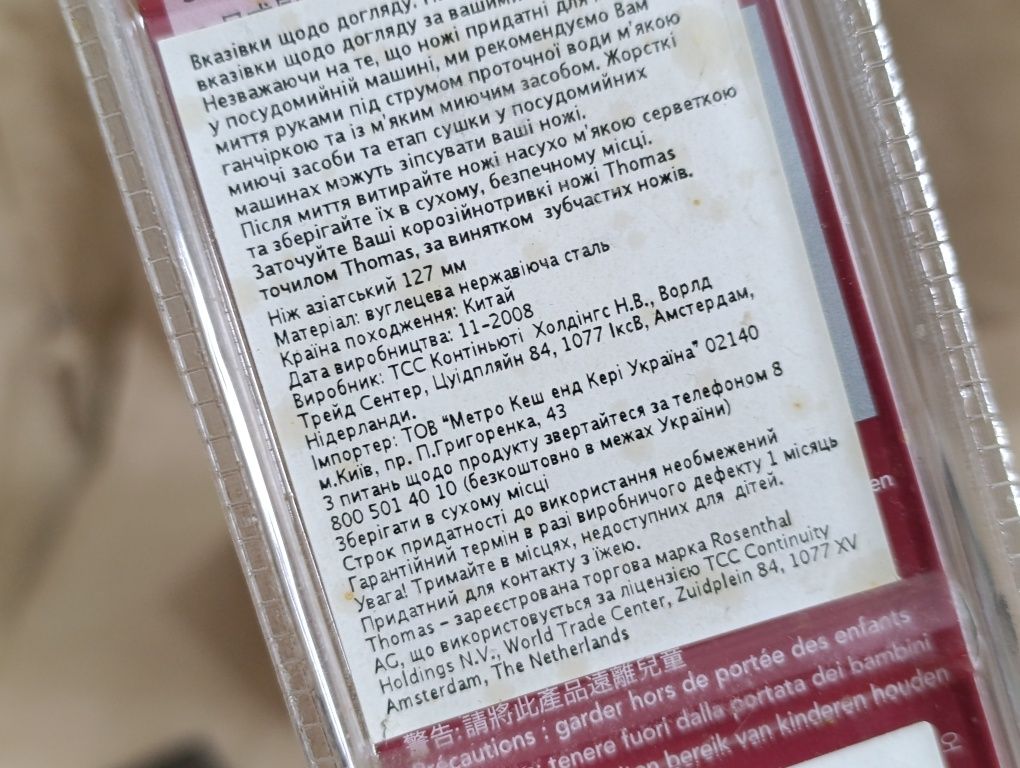 Вказівки щодо догляду.
вказівки щодо догляду за вашими
Незважаючи на те, що ножі придатні для
у посудомийній машині, ми рекомендуємо Вам
миття руками під струмом проточної води м'якою
ганчіркою та із м'яким миючим засобом. Жорсткі
миючі засоби та етап сушки у посудомийних
машинах можуть зіпсувати ваші ножі.
Після миття витирайте ножі насухо м'якою серветкою
та зберігайте їх в сухому, безпечному місці.
Заточуйте Ваші корозійнотривкі ножі Thomas
точилом Thomas, за винятком зубчастих ножів.
Ніж азіатський 127 мм
Матеріал: вуглецева нержавіюча сталь
Країна походження: Китай
Дата виробництва: 11-2008
Виробник: ТСС Контіньюті Холдінгс Н.В., Ворлд
Трейд Сентер, Цуідпляйн 84, 1077 ІксВ, Амстердам,
Нідерланди.
Імпортер: ТОВ "Метро Кеш енд Кері Україна" 02140
м.Київ, пр. П.Григоренка, 43
З питань щодо продукту звертайтеся за телефоном 8
800 501 40 10 (безкоштовно в межах України)
Зберігати в сухому місці
Строк придатності до використання необмежений
Гарантійний термін в разі виробничого дефекту 1 місяць
Увага! Тримайте в місцях, недоступних для дітей.
Придатний для контакту з їжею.
Thomas – зареєстрована торгова марка Rosenthal
AG, що використовується за ліцензією TCC Continuity
Holdings N.V., World Trade Center, Zuidplein 84, 1077 XV
Amsterdam, The Netherlands
警告:請將此產品遠離兒童
Précautions : garder hors de portée des enfants
tenere fuori dalla portata dei bambini
bereik van kinderen houden
en